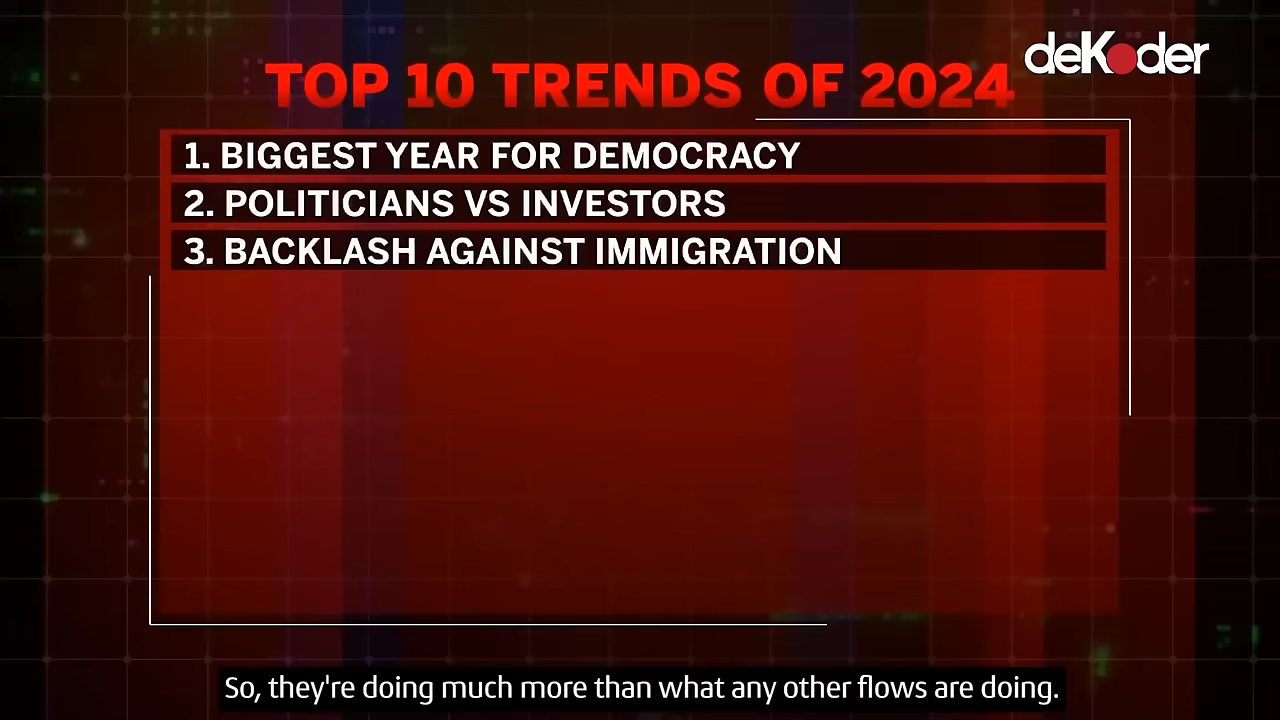 deKoder
TOP 10 TRENDS OF 2024
1. BIGGEST YEAR FOR DEMOCRACY
2. POLITICIANS VS INVESTORS
3. BACKLASH AGAINST IMMIGRATION
So, they're doing much more than what any other flows are doing.